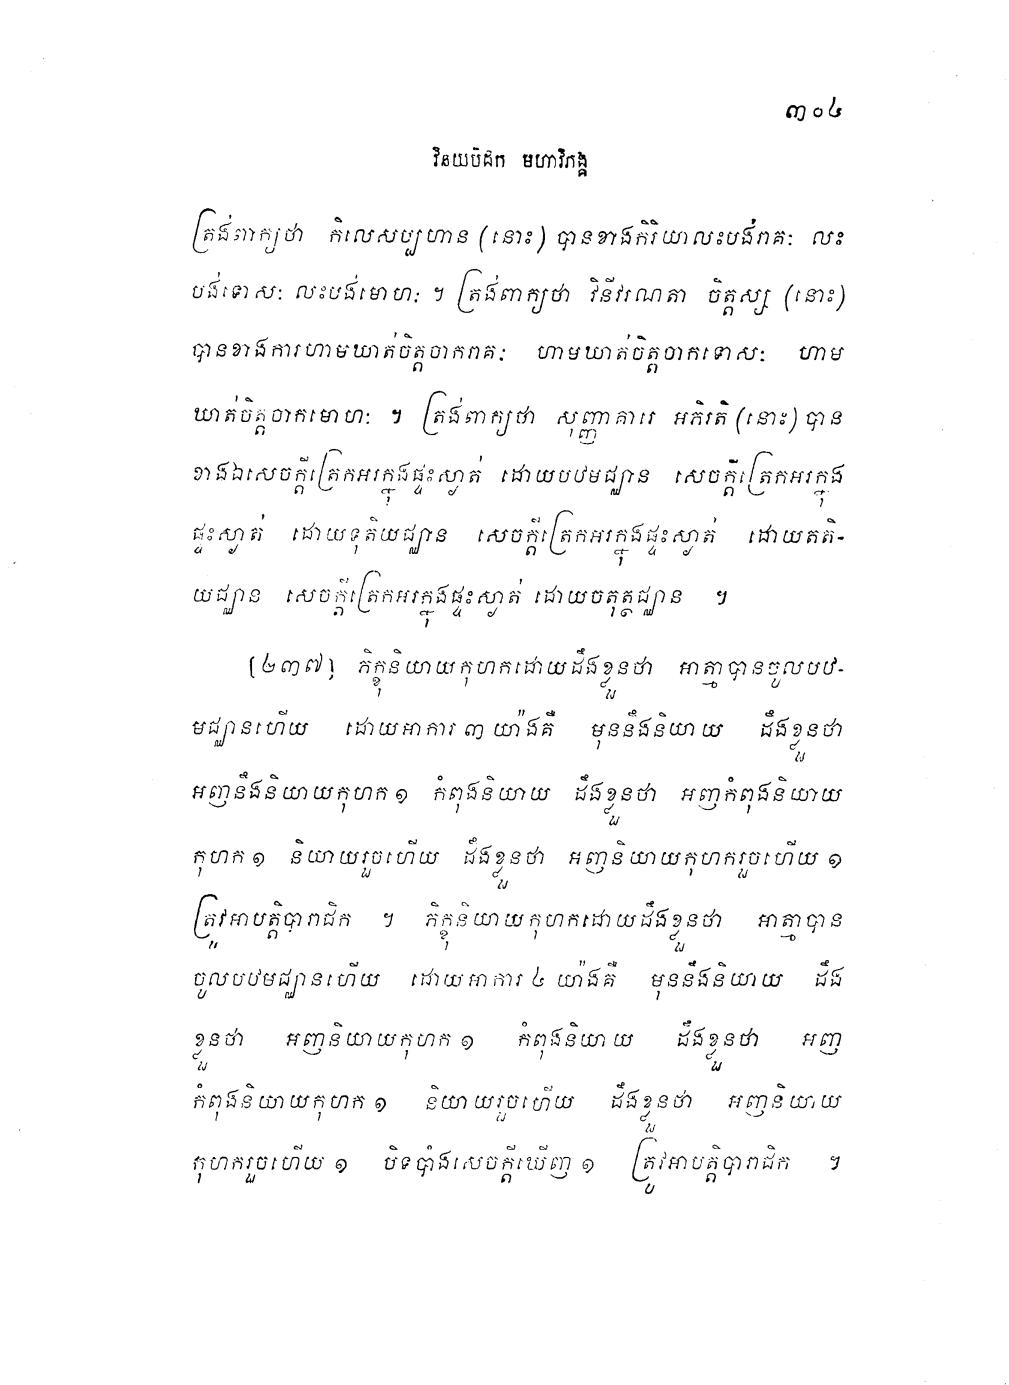 ៣០៤
វិនយបិដក មហាវិភង្គ
ត្រង់ពាក្យថា កិលេសប្បហាន (នោះ) បានខាងកិរិយាលះបង់រាគៈ លះ
បង់ទោសៈ លះបង់មោហៈ ។ ត្រង់ពាក្យថា វិនីវរណតា ចិត្តស្ស (នោះ)
បានខាងការហាមឃាត់ចិត្តចាករាគៈ ហាមឃាត់ចិត្តចាកទោសៈ ហាម
ឃាត់ចិត្តចាកមោហៈ ។ ត្រង់ពាក្យថា សុញ្ញាគារេ អភិរតិ (នោះ) បាន
ខាងឯសេចក្តីត្រេកអរក្នុងផ្ទះស្ងាត់ ដោយបឋមជ្ឈាន សេចក្តីត្រេកអរក្នុង
ផ្ទះស្ងាត់ ដោយទុតិយជ្ឈាន សេចក្តីត្រេកអរក្នុងផ្ទះស្ងាត់ ដោយតតិ-
យជ្ឈាន សេចក្តីត្រេកអរក្នុងផ្ទះស្ងាត់ ដោយចតុត្ថជ្ឈាន ។
[៤៣៧] ភិក្ខុនិយាយកុហកដោយដឹងខ្លួនថា អាត្មាបានចូលបឋ-
មជ្ឈានហើយ ដោយអាការ ៣ យ៉ាងគឺ មុននឹងនិយាយ ដឹងខ្លួនថា
អញនឹងនិយាយកុហក ១ កំពុងនិយាយ ដឹងខ្លួនថា អញកំពុងនិយាយ
កុហក ១ និយាយរួចហើយ ដឹងខ្លួនថា អញនិយាយកុហករួចហើយ ១
ត្រូវអាបត្តិបារាជិក ។ ភិក្ខុនិយាយកុហកដោយដឹងខ្លួនថា អាត្មាបាន
ចូលបឋមជ្ឈានហើយ ដោយអាការ ៤ យ៉ាងគឺ មុននឹងនិយាយ ដឹង
ខ្លួនថា អញនិយាយកុហក ១ កំពុងនិយាយ ដឹងខ្លួនថា អញ
កំពុងនិយាយកុហក ១ និយាយរួចហើយ ដឹងខ្លួនថា អញនិយាយ
កុហករួចហើយ ១ បិទបាំងសេចក្តីឃើញ ១ ត្រូវអាបត្តិបារាជិក ។